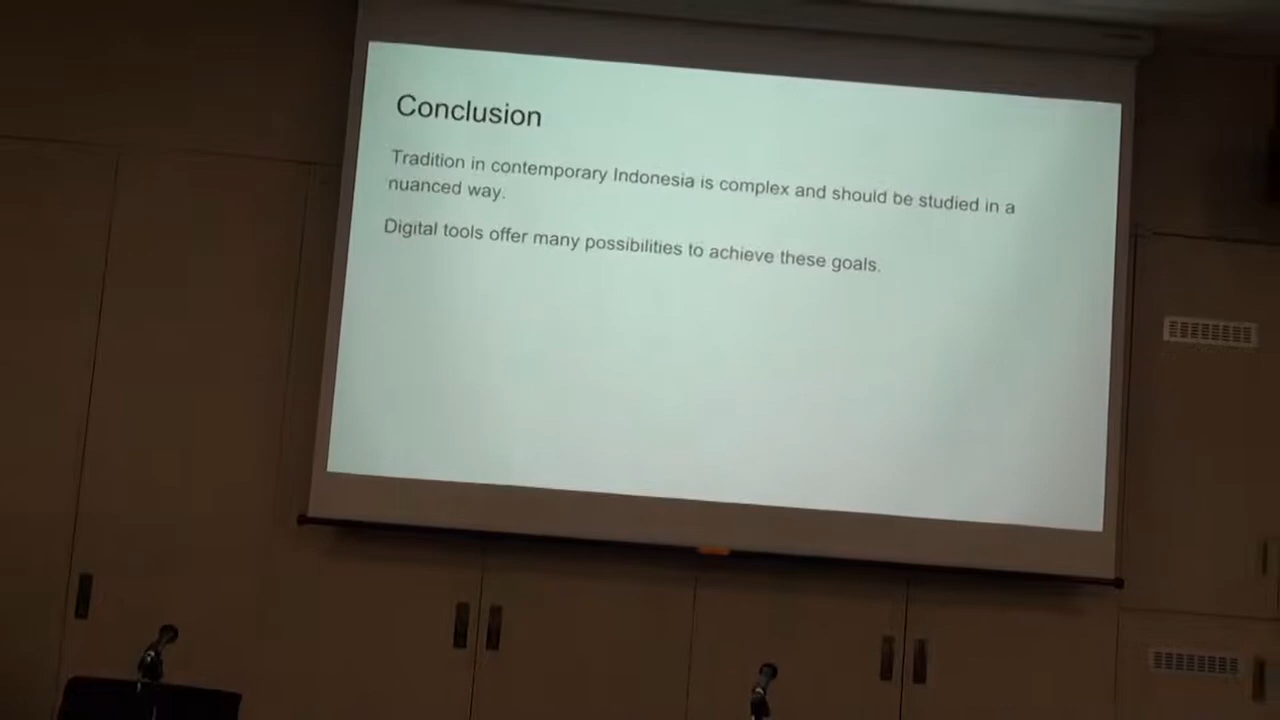 Conclusion
Tradition in contemporary Indonesia is complex and should be studied in a
nuanced way.
Digital tools offer many possibilities to achieve these goals.